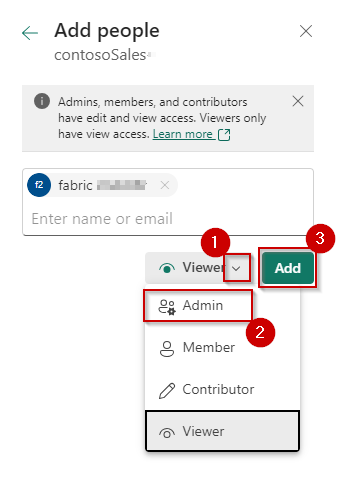 Add people
contosoSales
Admins, members, and contributors
have edit and view access. Viewers only
have view access. Learn more
f2 fabric
Enter name or email
1
3
Viewer
Add
Admin
2
Member
Contributor
Viewer